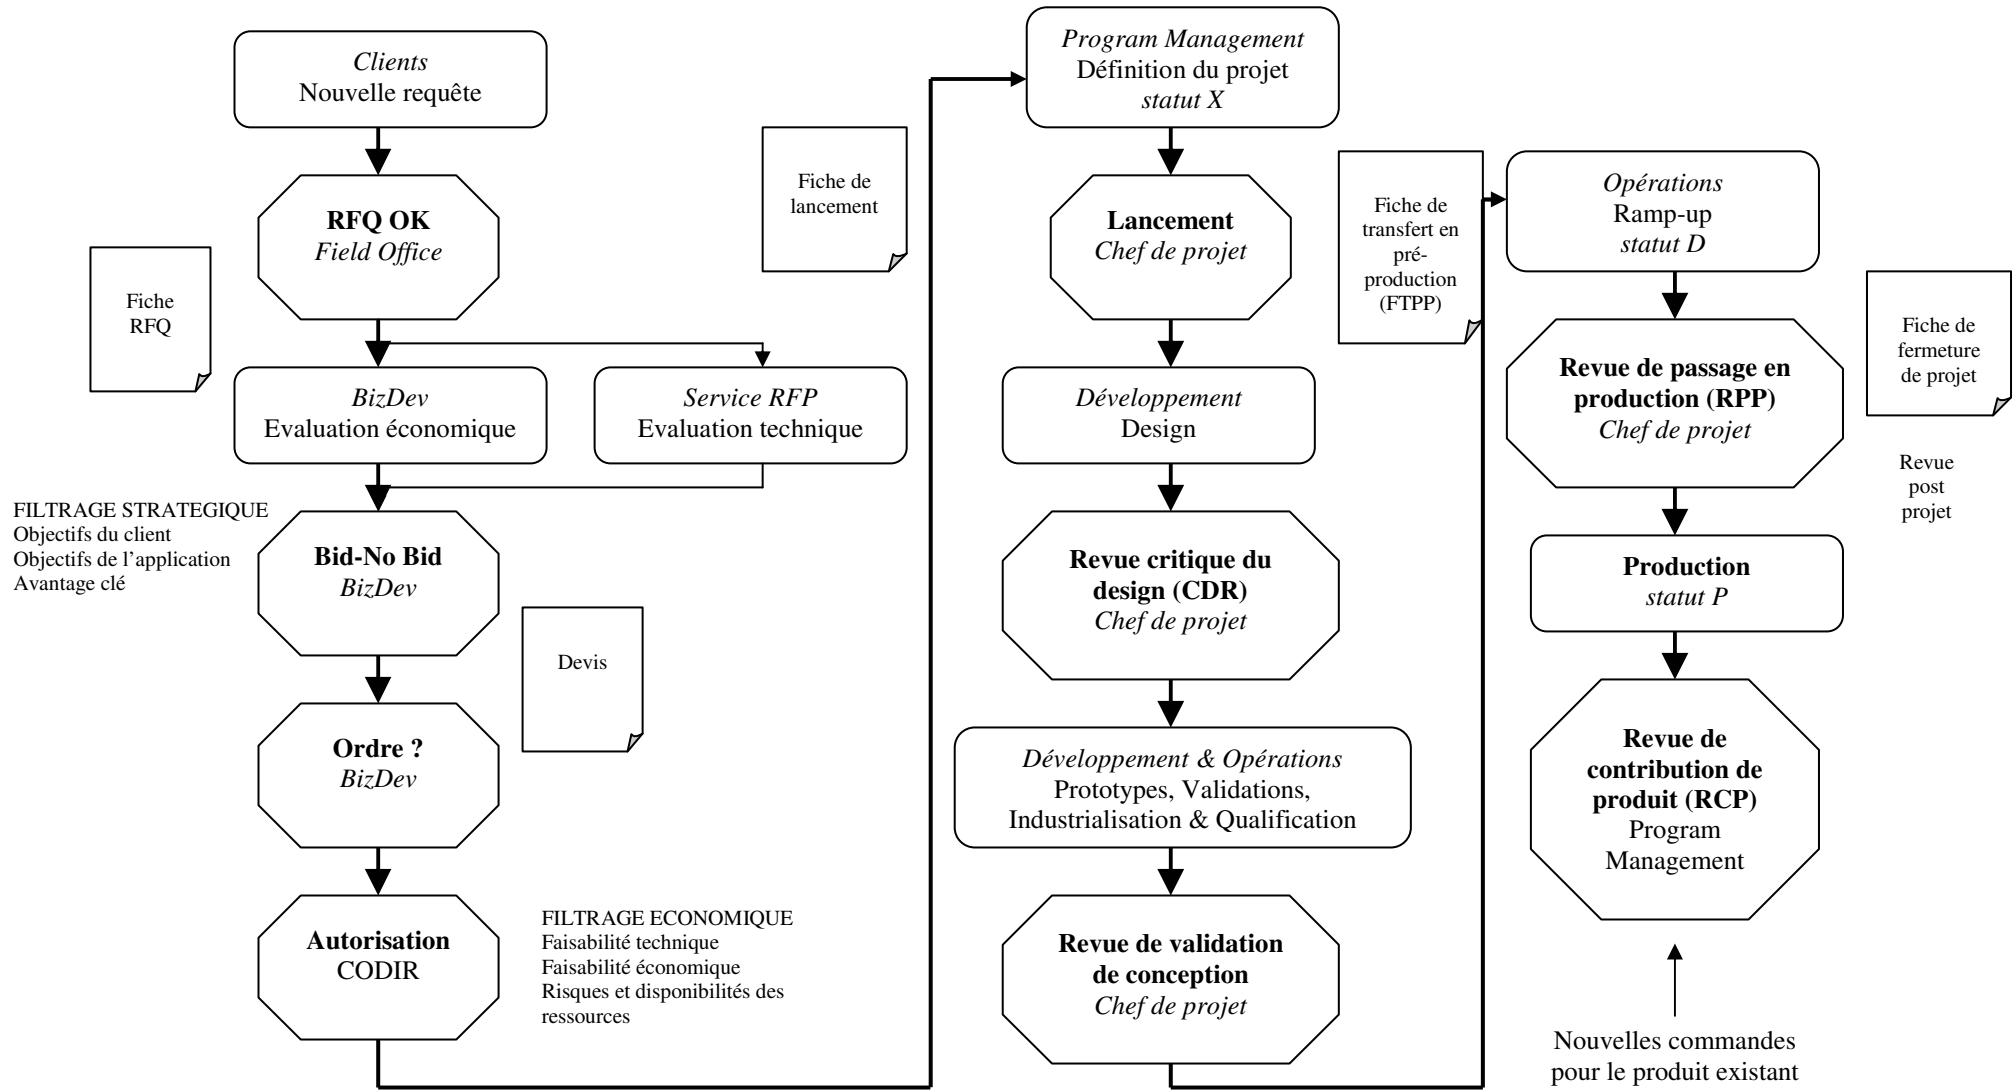 Clients
Nouvelle requête
RFQ OK
Field Office
Fiche
RFQ
BizDev
Evaluation économique
Service RFP
Evaluation technique
FILTRAGE STRATEGIQUE
Objectifs du client
Objectifs de l’application
Avantage clé
Bid-No Bid
BizDev
Devis
Ordre ?
BizDev
Autorisation
CODIR
FILTRAGE ECONOMIQUE
Faisabilité technique
Faisabilité économique
Risques et disponibilités des
ressources
Fiche de
lancement
Program Management
Définition du projet
statut X
Lancement
Chef de projet
Développement
Design
Revue critique du
design (CDR)
Chef de projet
Développement & Opérations
Prototypes, Validations,
Industrialisation & Qualification
Revue de validation
de conception
Chef de projet
Fiche de
transfert en
pré-
production
(FTPP)
Opérations
Ramp-up
statut D
Revue de passage en
production (RPP)
Chef de projet
Fiche de
fermeture
de projet
Revue
post
projet
Production
statut P
Revue de
contribution de
produit (RCP)
Program
Management
Nouvelles commandes
pour le produit existant